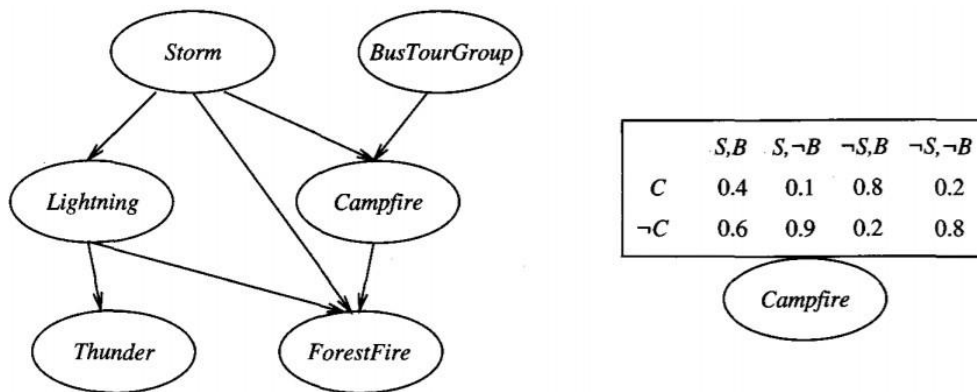 Storm
BusTourGroup
Lightning
Campfire
Thunder
ForestFire
S,B S,¬B ¬S,B ¬S,¬B
C 0.4 0.1 0.8 0.2
¬C 0.6 0.9 0.2 0.8
Campfire